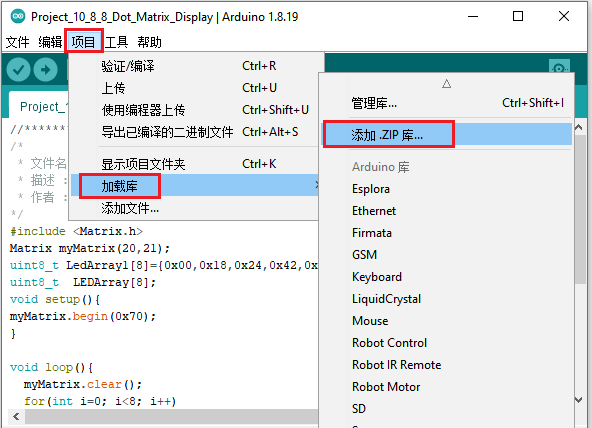 Project_10_8_8_Dot_Matrix_Display | Arduino 1.8.19
文件 编辑 项目 工具 帮助
验证/编译 Ctrl+R
上传 Ctrl+U
使用编程器上传 Ctrl+Shift+U
导出已编译的二进制文件 Ctrl+Alt+S
显示项目文件夹 Ctrl+K
加载库
添加文件...
管理库... Ctrl+Shift+I
添加 .ZIP 库...
Arduino 库
Esplora
Ethernet
Firmata
GSM
Keyboard
LiquidCrystal
Mouse
Robot Control
Robot IR Remote
Robot Motor
SD
Project_1
//*******
/*
* 文件名
* 描述 :
* 作者 :
*/
#include <Matrix.h>
Matrix myMatrix(20,21);
uint8_t LedArray1[8]={0x00,0x18,0x24,0x42,0x
uint8_t LEDArray[8];
void setup(){
myMatrix.begin(0x70);
}
void loop(){
myMatrix.clear();
for(int i=0; i<8; i++)